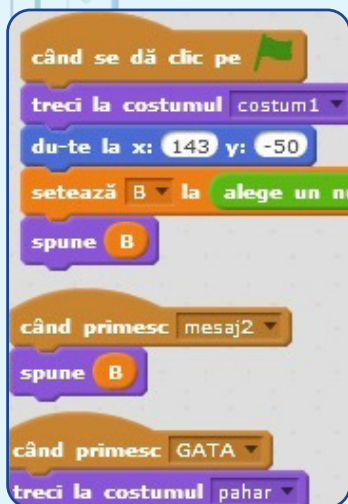 când se dă clic pe
treci la costumul costum1
du-te la x: 143 y: -50
setează B la alege un
spune B
când primesc mesaj2
spune B
când primesc GATA
treci la costumul pahar